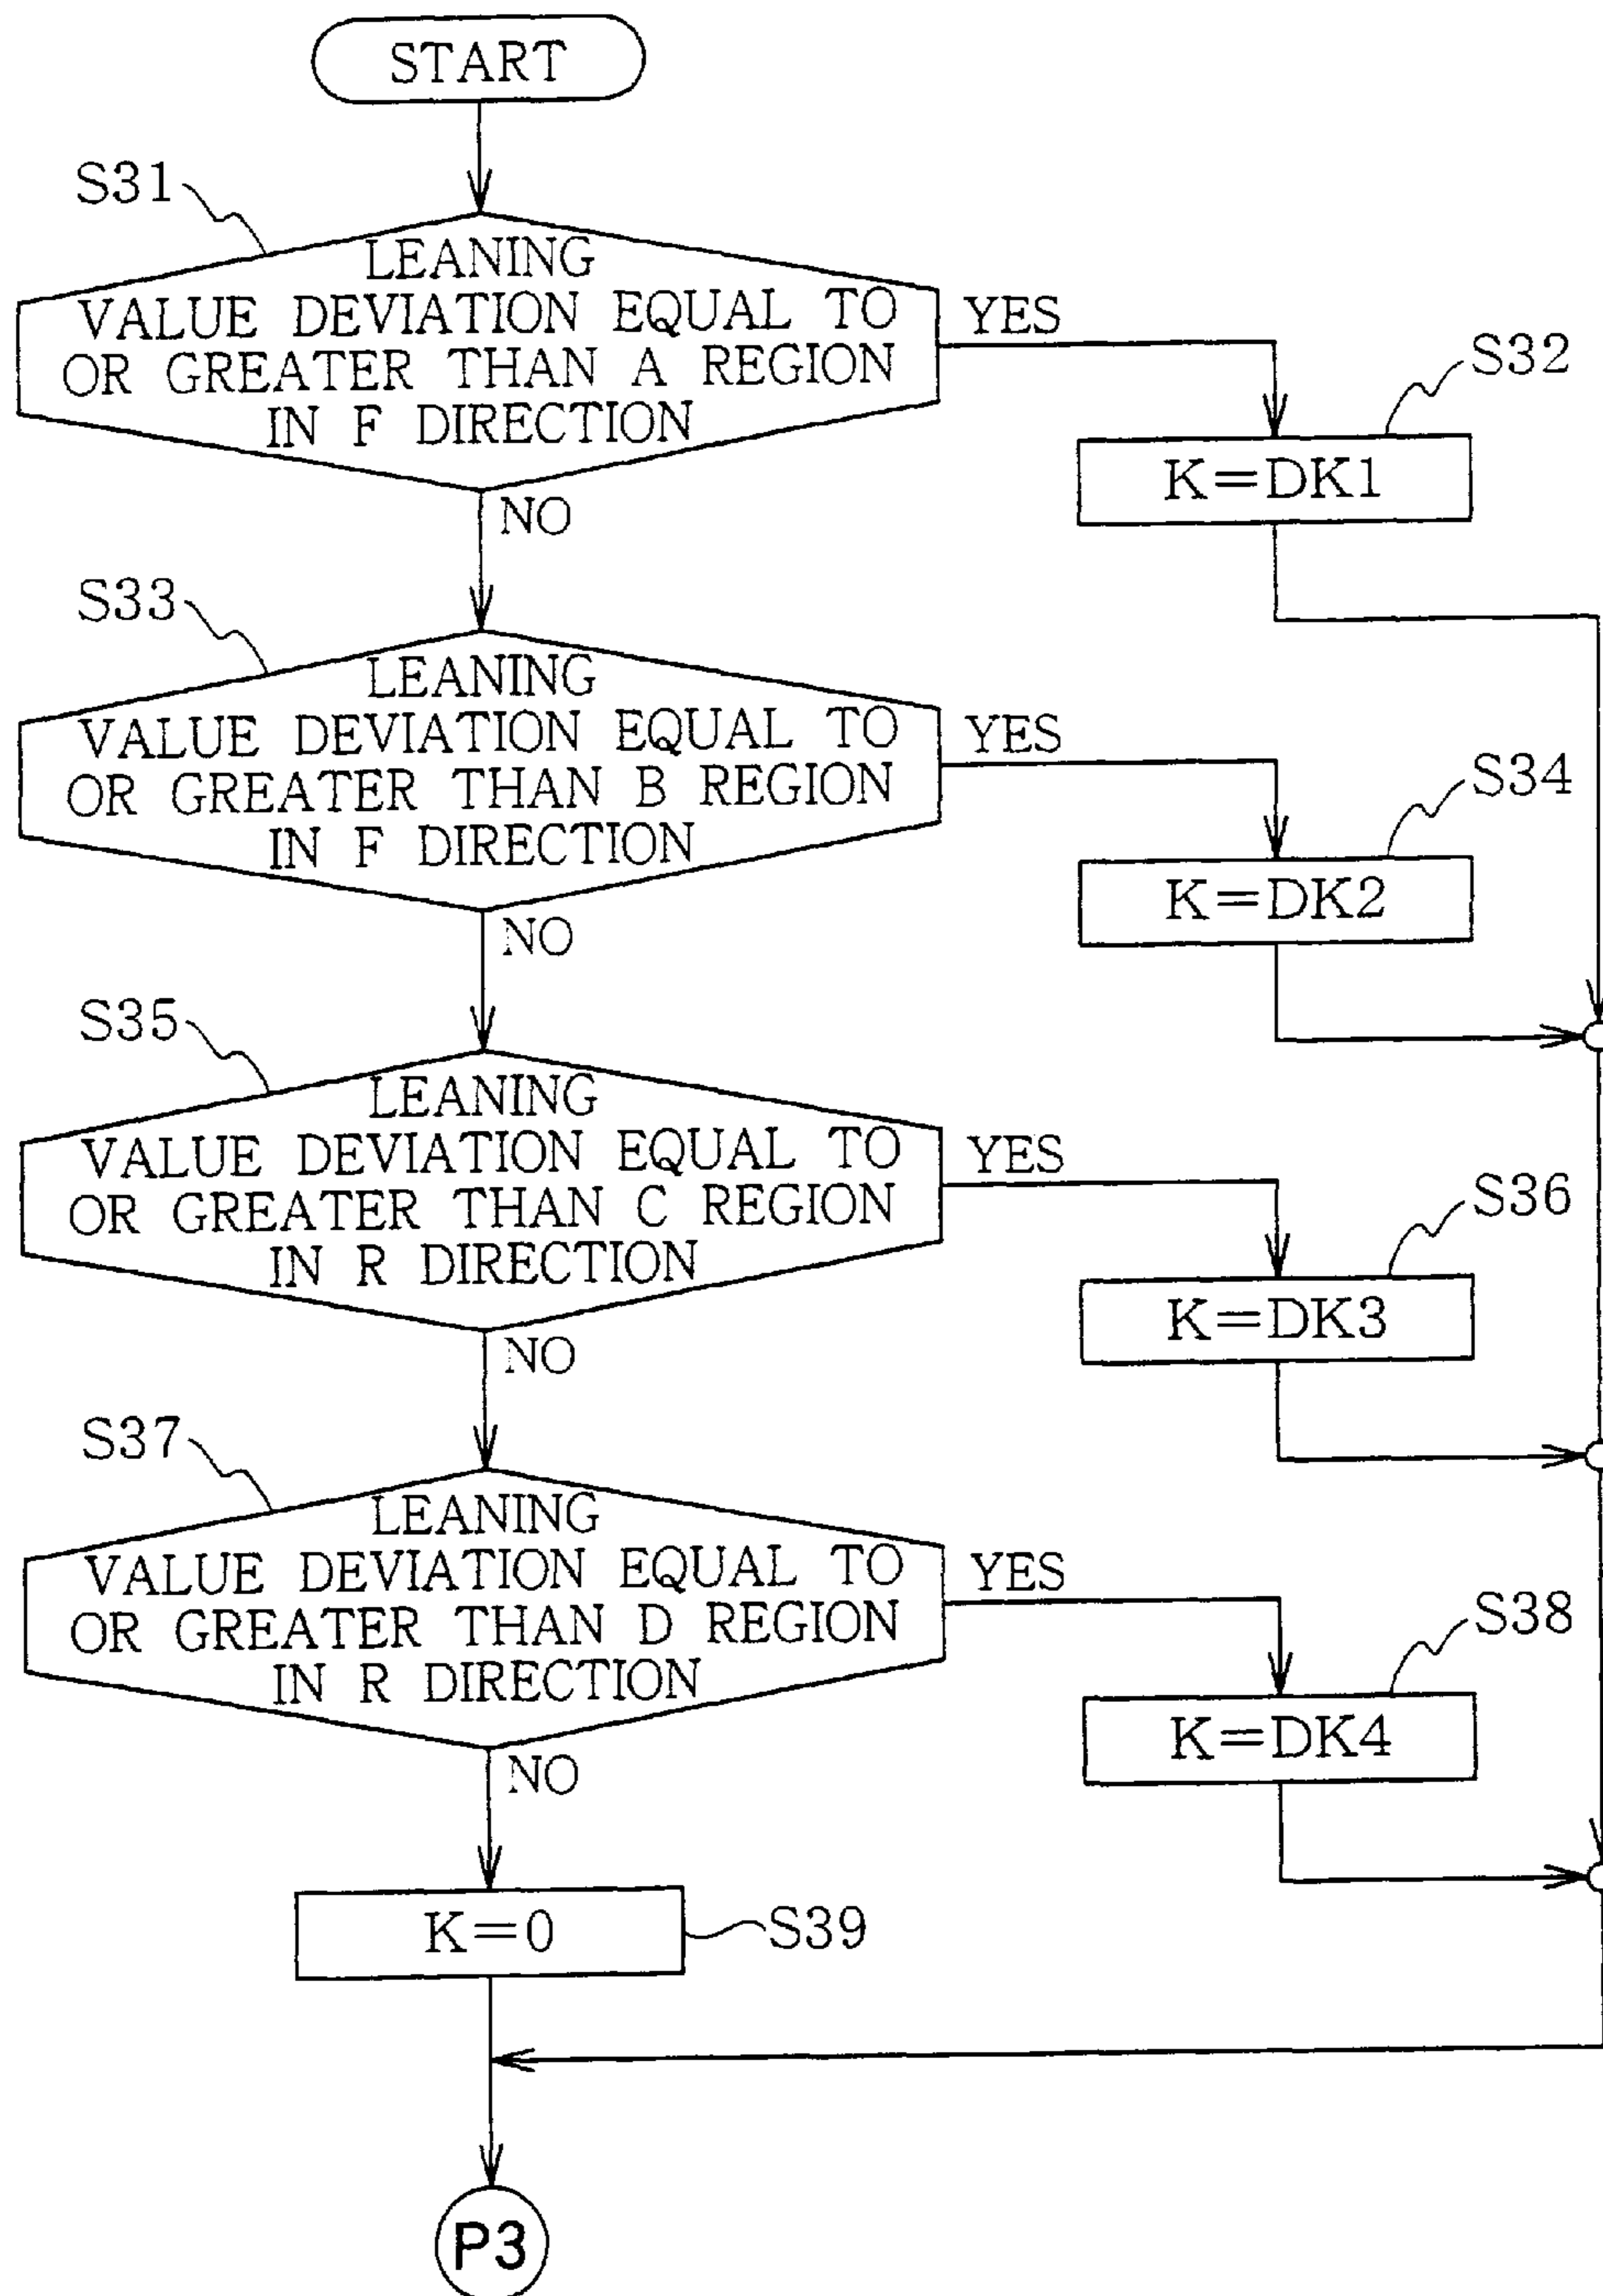 START
S31
LEANING
VALUE DEVIATION EQUAL TO
OR GREATER THAN A REGION
IN F DIRECTION
YES
S32
K=DK1
NO
S33
LEANING
VALUE DEVIATION EQUAL TO
OR GREATER THAN B REGION
IN F DIRECTION
YES
S34
K=DK2
NO
S35
LEANING
VALUE DEVIATION EQUAL TO
OR GREATER THAN C REGION
IN R DIRECTION
YES
S36
K=DK3
NO
S37
LEANING
VALUE DEVIATION EQUAL TO
OR GREATER THAN D REGION
IN R DIRECTION
YES
S38
K=DK4
NO
K=0
S39
P3